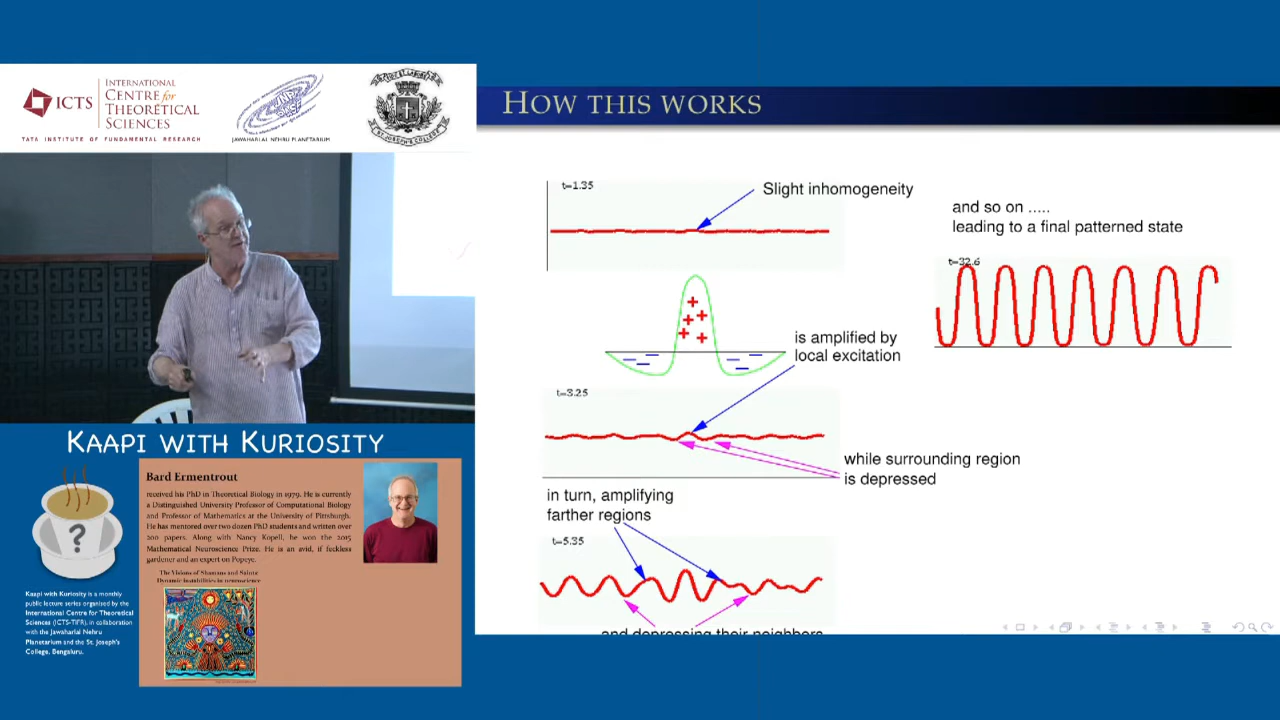 ICTS
INTERNATIONAL
CENTRE for
THEORETICAL
SCIENCES
TATA INSTITUTE OF FUNDAMENTAL RESEARCH
JAWAHARLAL NEHRU PLANETARIUM
HOW THIS WORKS
t=1.35
Slight inhomogeneity
is amplified by
local excitation
t=3.25
while surrounding region
is depressed
in turn, amplifying
farther regions
t=5.35
and depressing their neighbors
and so on .....
leading to a final patterned state
t=32.6
KAAPI WITH KURIOSITY
?
Kaapi with Kuriosity is a monthly
public lecture series organised by the
International Centre for Theoretical
Sciences (ICTS-TIFR), in collaboration
with the Jawaharlal Nehru
Planetarium and the St. Joseph's
College, Bengaluru.
Bard Ermentrout
received his PhD in Theoretical Biology in 1979. He is currently
a Distinguished University Professor of Computational Biology
and Professor of Mathematics at the University of Pittsburgh.
He has mentored over two dozen PhD students and written over
200 papers. Along with Nancy Kopell, he won the 2015
Mathematical Neuroscience Prize. He is an avid, if feckless
gardener and an expert on Popeye.
The Visions of Shamans and Saints
Dynamic instabilities in neuroscience